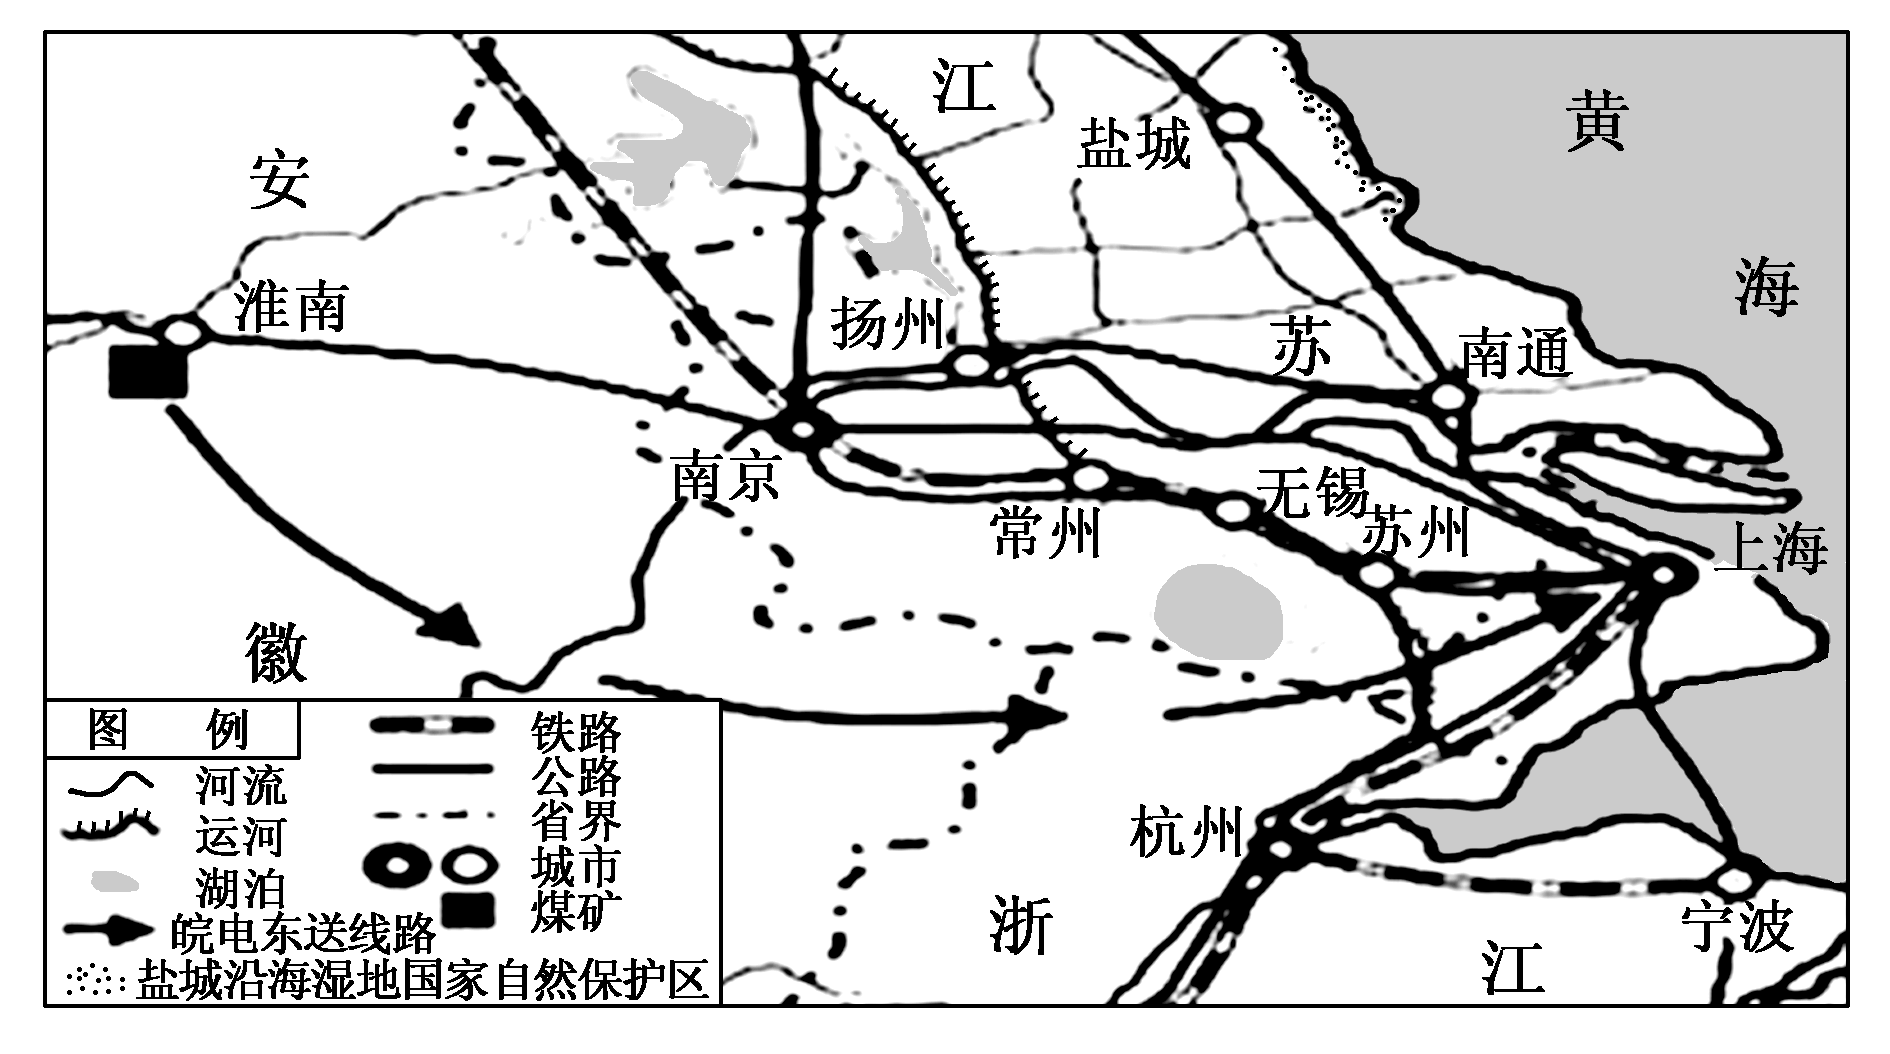 江
黄
盐城
安
海
淮南
扬州
苏
南通
南京
无锡
常州
苏州
上海
徽
图 例
铁路
河流
公路
运河
省界
湖泊
城市
煤矿
皖电东送线路
盐城沿海湿地国家自然保护区
杭州
浙
宁波
江